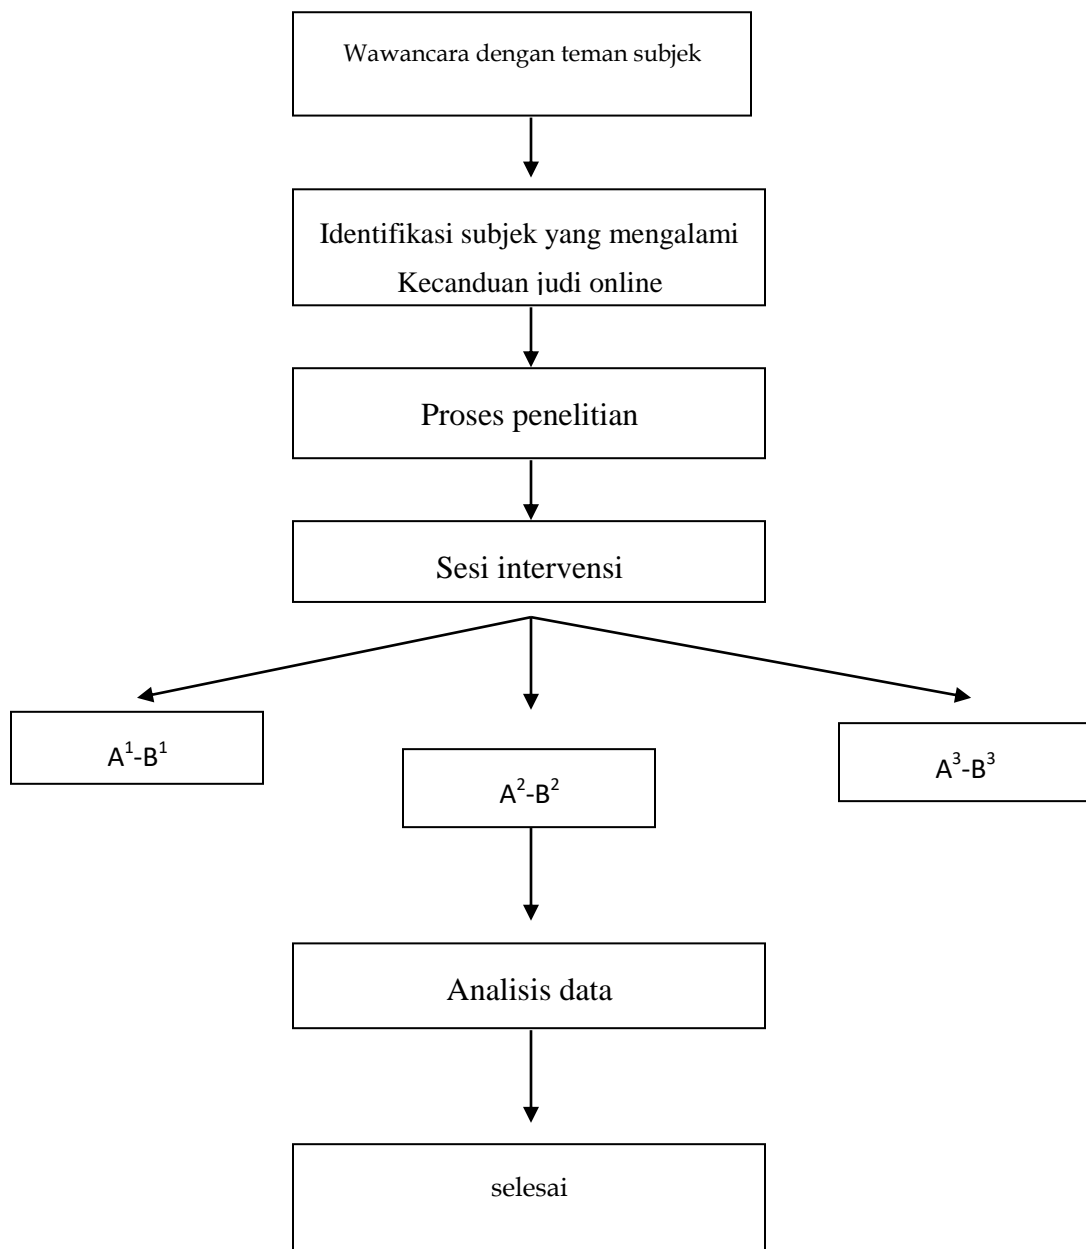 Wawancara dengan teman subjek
Identifikasi subjek yang mengalami
Kecanduan judi online
Proses penelitian
Sesi intervensi
A¹-B¹
A²-B²
A³-B³
Analisis data
selesai